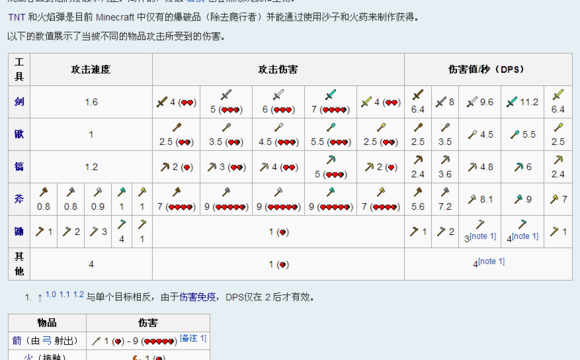 TNT 和火焰弹是目前 Minecraft 中仅有的爆破品（除去爬行者）并能通过使用沙子和火药来制作获得。
以下的数值展示了当被不同的物品攻击所受到的伤害。
工具 攻击速度 攻击伤害 伤害值/秒（DPS）
剑 1.6 4 () 5 () 6 () 7 () 4 () 6.4 8 9.6 11.2 6.4
锹 1 2.5 () 3.5 () 4.5 () 5.5 () 2.5 () 2.5 3.5 4.5 5.5 2.5
镐 1.2 2 () 3 () 4 () 5 () 2 () 2.4 3.6 4.8 6 2.4
斧 0.8 0.8 0.9 1 1 7 () 9 () 9 () 9 () 7 () 5.6 7.2 8.1 9 7
锄 1 2 3 4 1 1 () 1 2 3[note 1] 4[note 1] 1
其他 4 1 () 4[note 1]
1. ↑ 1.0 1.1 1.2 与单个目标相反，由于伤害免疫，DPS仅在 2 后才有效。
物品 伤害
箭（由 弓 射出） 1 () - 9 () [备注 1]
火（接触） 1 ()